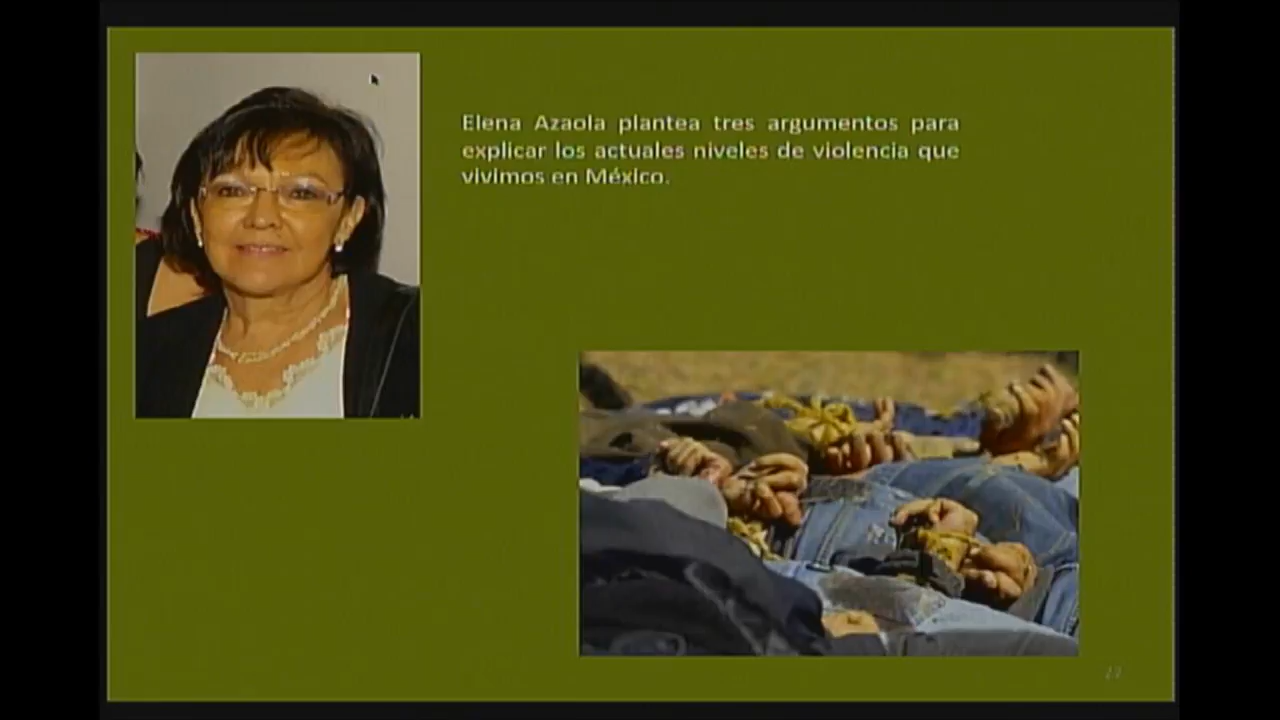 Elena Azaola plantea tres argumentos para
explicar los actuales niveles de violencia que
vivimos en México.